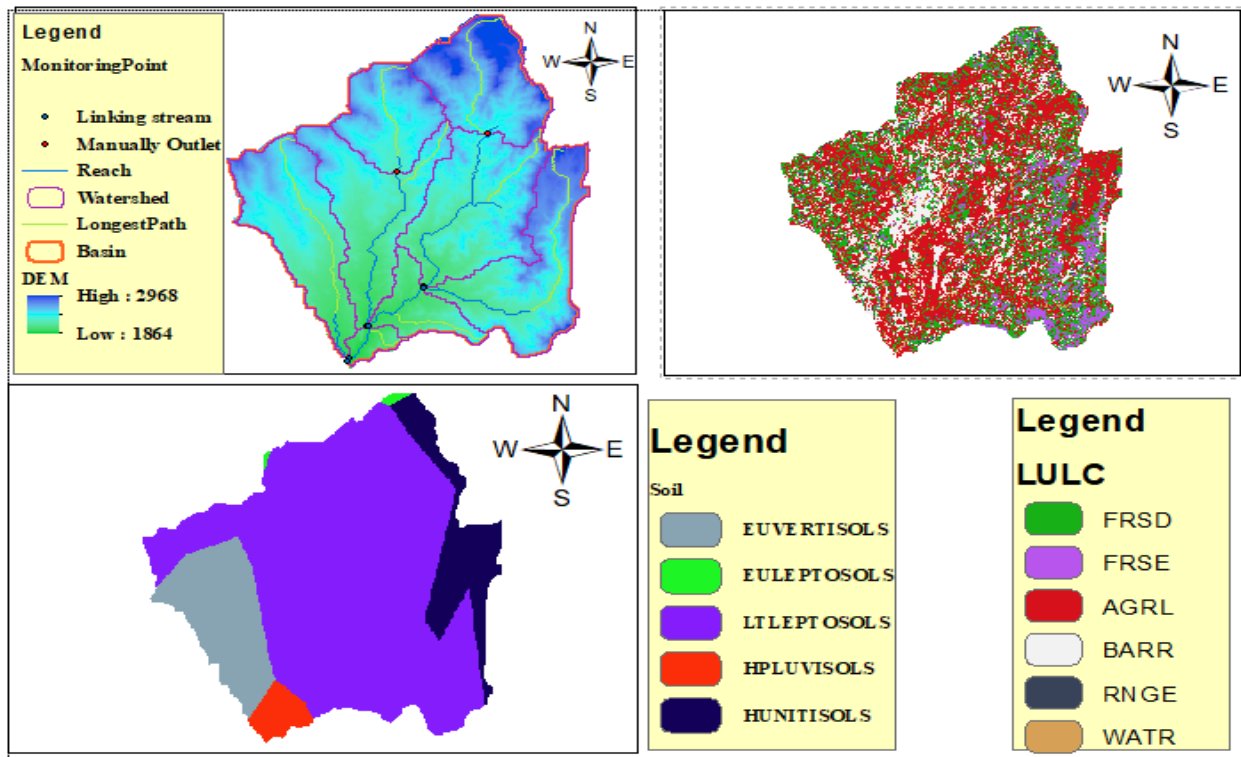 Legend
MonitoringPoint
Linking stream
Manually Outlet
Reach
Watershed
LongestPath
Basin
DEM
High : 2968
Low : 1864
N
W E
S
N
W E
S
N
W E
S
Legend
Soil
EUVERTISOLS
EULEPTOSOLS
LTLEPTOSOLS
HPLUVISOLS
HUNITISOLS
Legend
LULC
FRSD
FRSE
AGRL
BARR
RNGE
WATR